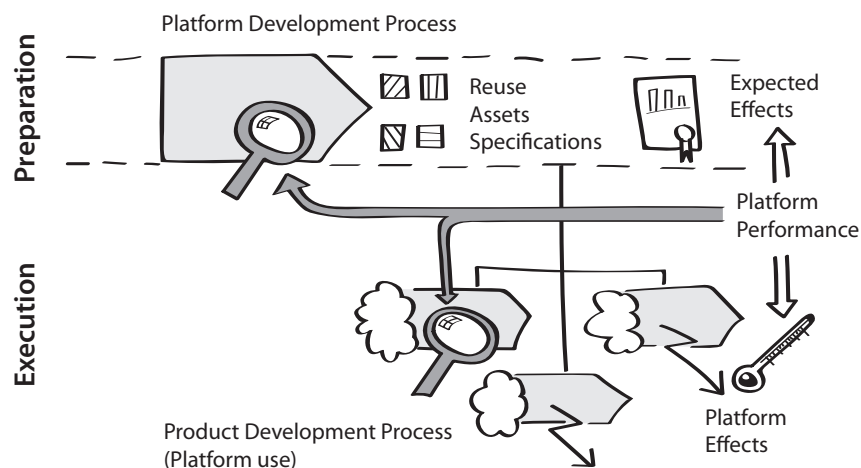 Platform Development Process
Preparation
Reuse
Assets
Specifications
Expected
Effects
Platform
Performance
Execution
Product Development Process
(Platform use)
Platform
Effects